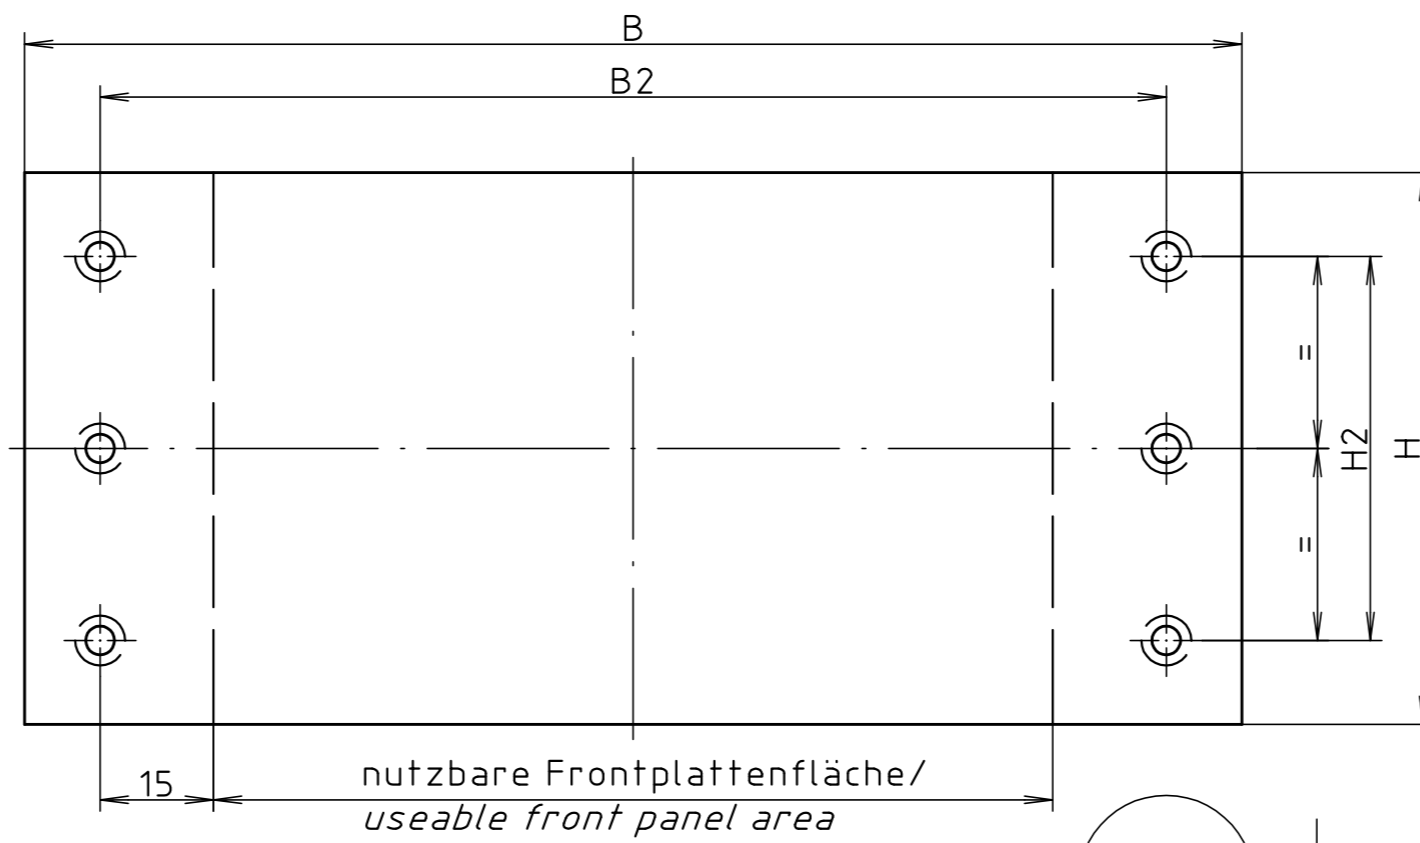 B
B2
=
H2
H
=
15
nutzbare Frontplattenfläche/
useable front panel area